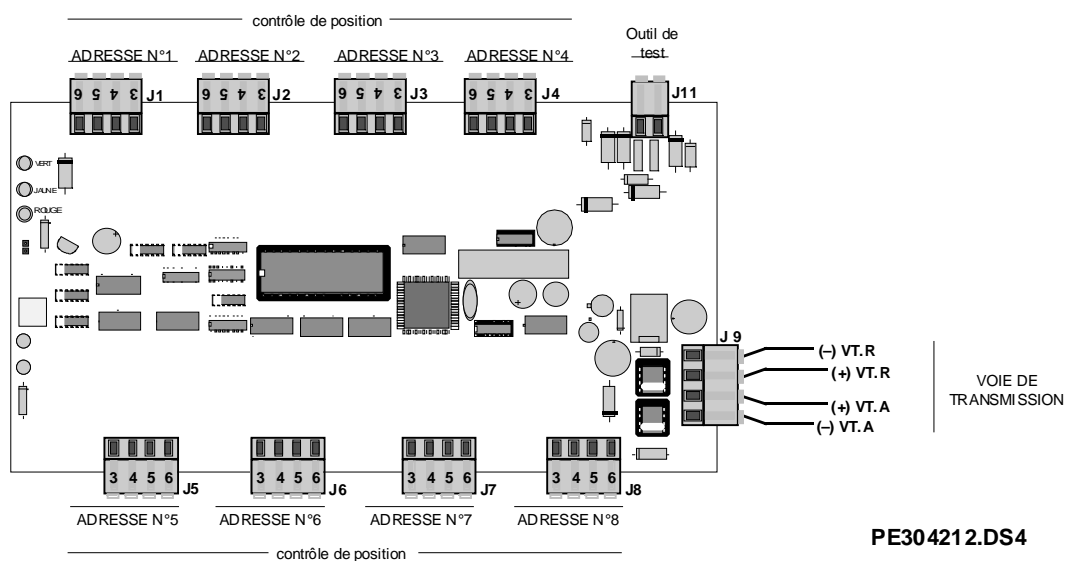 contrôle de position
ADRESSE N°1 ADRESSE N°2 ADRESSE N°3 ADRESSE N°4 Outil de test
6 5 4 3 J1 6 5 4 3 J2 6 5 4 3 J3 6 5 4 3 J4 J11
VERT
JAUNE
ROUGE
J 9
(–) VT.R
(+) VT.R
(+) VT.A
(–) VT.A
VOIE DE
TRANSMISSION
3 4 5 6 J5 3 4 5 6 J6 3 4 5 6 J7 3 4 5 6 J8
ADRESSE N°5 ADRESSE N°6 ADRESSE N°7 ADRESSE N°8
contrôle de position
PE304212.DS4